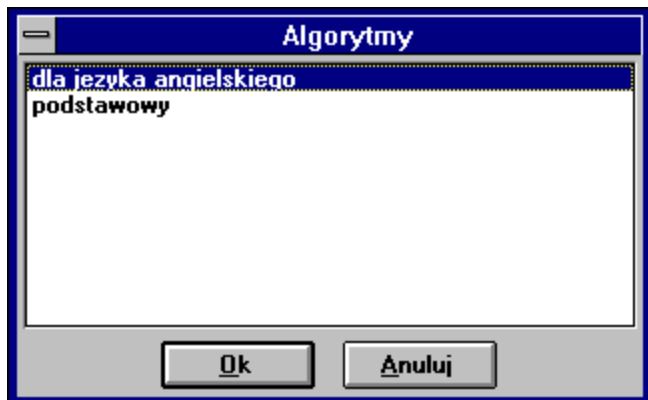 Algorytmy
dla jezyka angielskiego
podstawowy
Ok
Anuluj